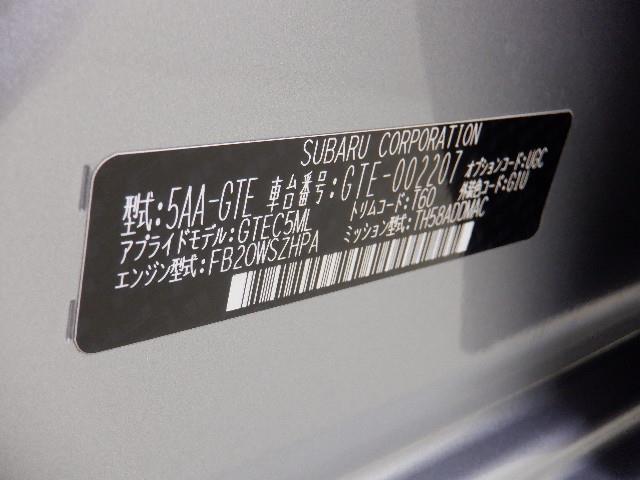 SUBARU CORPORATION
型式:5AA-GTE 車台番号:GTE-002207 オプションコード:UGC
アプライドモデル:GTEC5ML トリムコード:T60 外装色コード:G1U
エンジン型式:FB20WSZHPA ミッション型式:TH58ADDMAC